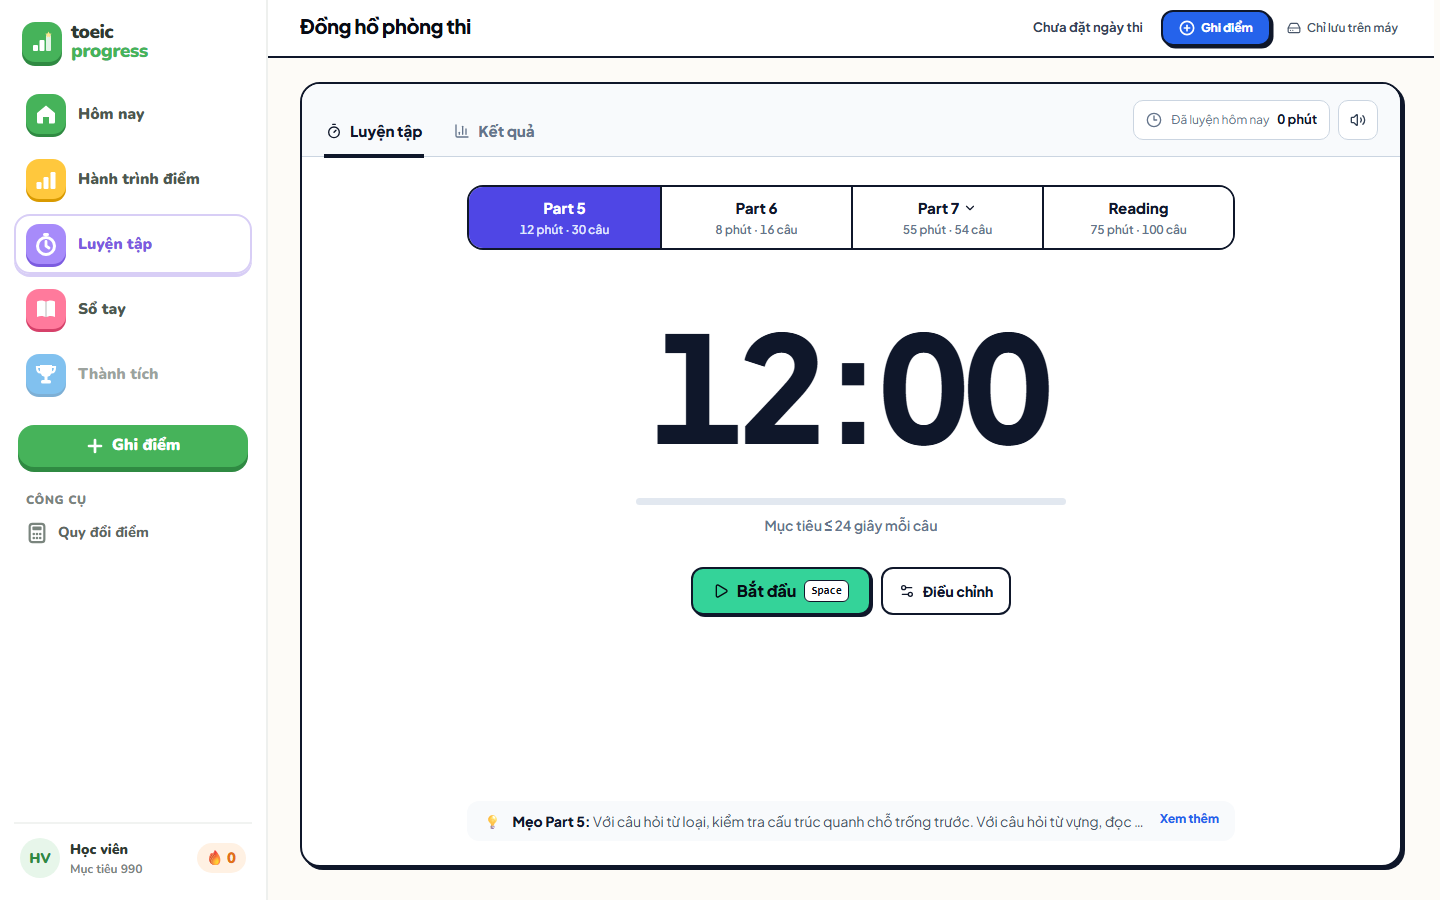 toeic
progress
Hôm nay
Hành trình điểm
Luyện tập
Sổ tay
Thành tích
Ghi điểm
CÔNG CỤ
Quy đổi điểm
HV
Học viên
Mục tiêu 990
0
Đồng hồ phòng thi
Chưa đặt ngày thi
Ghi điểm
Chỉ lưu trên máy
Luyện tập
Kết quả
Đã luyện hôm nay 0 phút
Part 5
12 phút · 30 câu
Part 6
8 phút · 16 câu
Part 7
55 phút · 54 câu
Reading
75 phút · 100 câu
12:00
Mục tiêu ≤ 24 giây mỗi câu
Bắt đầu Space
Điều chỉnh
Mẹo Part 5: Với câu hỏi từ loại, kiểm tra cấu trúc quanh chỗ trống trước. Với câu hỏi từ vựng, đọc ...
Xem thêm